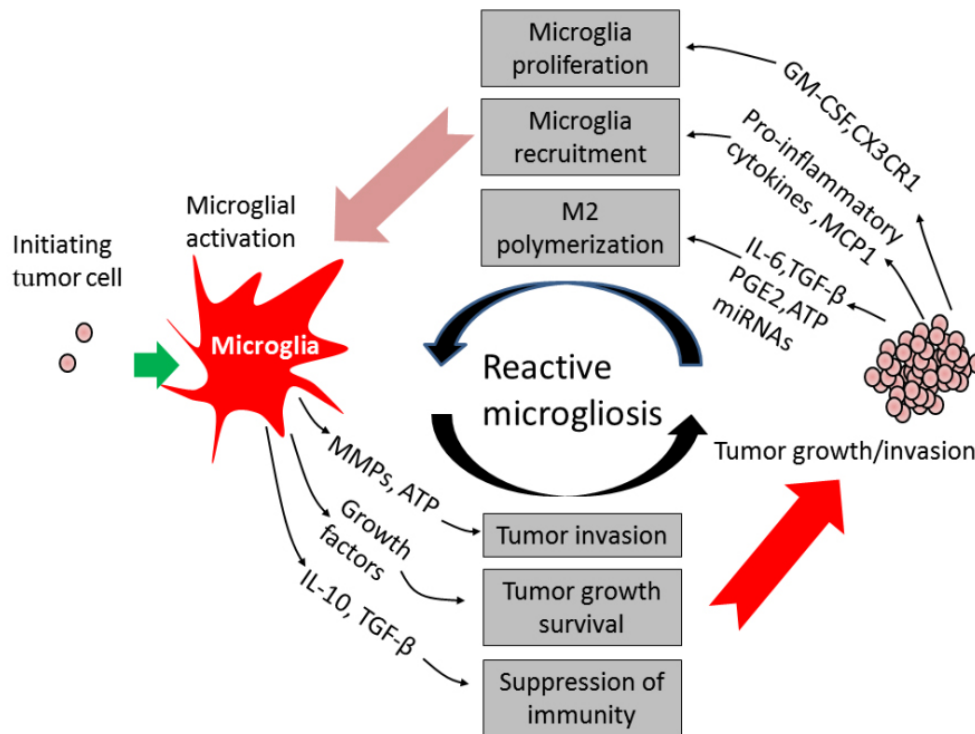 Microglia
proliferation
GM-CSF,CX3CR1
Microglia
recruitment
Pro-inflammatory
cytokines ,MCP1
M2
polymerization
IL-6,TGF-β
PGE2,ATP
miRNAs
Microglial
activation
Initiating
tumor cell
Microglia
Reactive
microgliosis
Tumor growth/invasion
MMPs, ATP
Tumor invasion
Growth
factors
Tumor growth
survival
IL-10, TGF-β
Suppression of
immunity